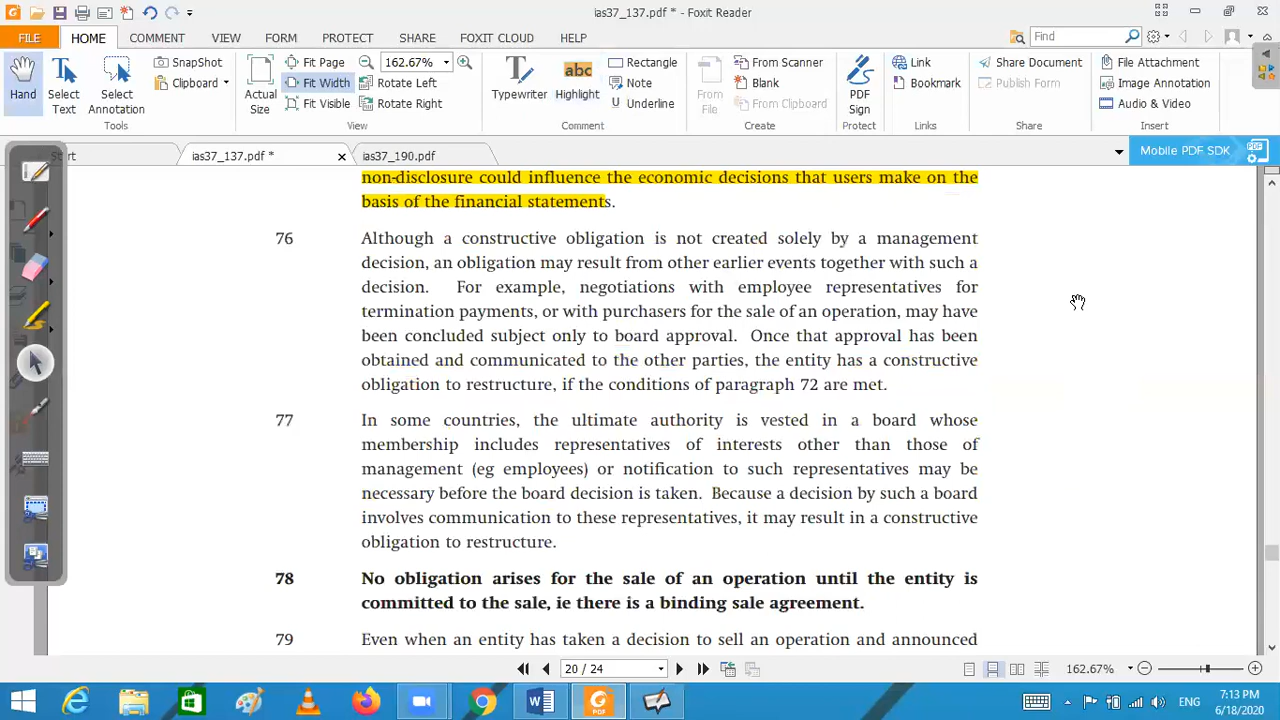 ias37_137.pdf * - Foxit Reader
FILE HOME COMMENT VIEW FORM PROTECT SHARE FOXIT CLOUD HELP
Find
Hand
Select Text
Select Annotation
SnapShot
Clipboard
Tools
Actual Size
Fit Page
Fit Width
Fit Visible
162.67%
Rotate Left
Rotate Right
View
Typewriter
abc
Highlight
Rectangle
Note
Underline
Comment
From File
From Scanner
Blank
From Clipboard
Create
PDF Sign
Protect
Link
Bookmark
Links
Share Document
Publish Form
Share
File Attachment
Image Annotation
Audio & Video
Insert
ias37_137.pdf *
ias37_190.pdf
Mobile PDF SDK
non-disclosure could influence the economic decisions that users make on the
basis of the financial statements.
76 Although a constructive obligation is not created solely by a management
decision, an obligation may result from other earlier events together with such a
decision. For example, negotiations with employee representatives for
termination payments, or with purchasers for the sale of an operation, may have
been concluded subject only to board approval. Once that approval has been
obtained and communicated to the other parties, the entity has a constructive
obligation to restructure, if the conditions of paragraph 72 are met.
77 In some countries, the ultimate authority is vested in a board whose
membership includes representatives of interests other than those of
management (eg employees) or notification to such representatives may be
necessary before the board decision is taken. Because a decision by such a board
involves communication to these representatives, it may result in a constructive
obligation to restructure.
78 No obligation arises for the sale of an operation until the entity is
committed to the sale, ie there is a binding sale agreement.
79 Even when an entity has taken a decision to sell an operation and announced
20 / 24
162.67%
ENG
7:13 PM
6/18/2020